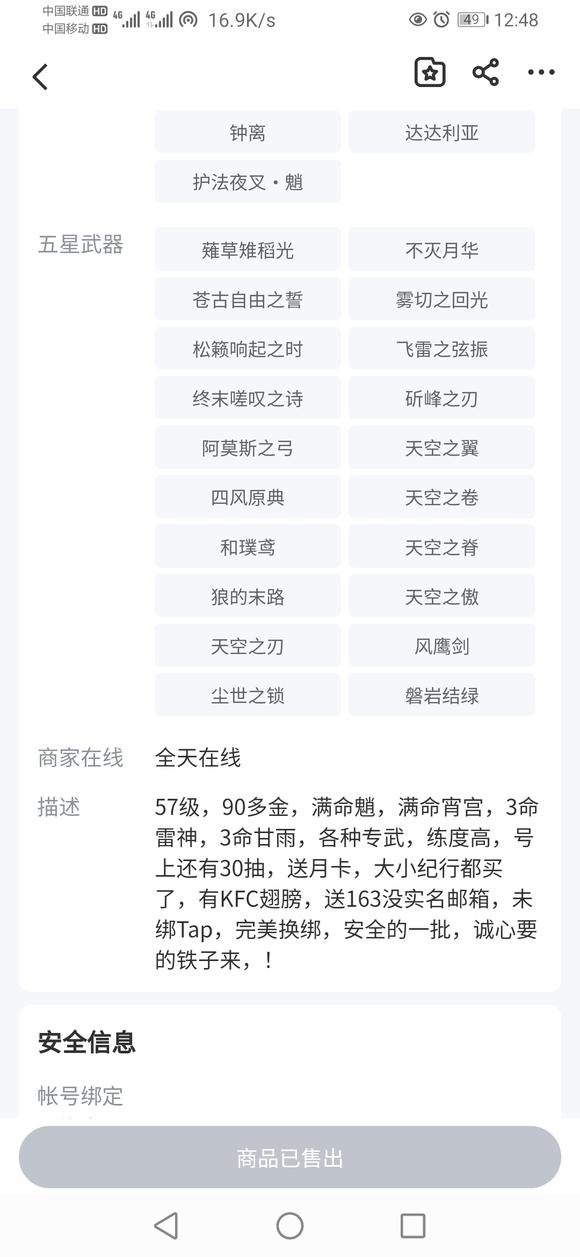 中国联通 HD 4G 4G 16.9K/s 49 12:48
中国移动 HD
钟离 达达利亚
护法夜叉·魈
五星武器 薙草雉稻光 不灭月华
苍古自由之誓 雾切之回光
松籁响起之时 飞雷之弦振
终末嗟叹之诗 斫峰之刃
阿莫斯之弓 天空之翼
四风原典 天空之卷
和璞鸢 天空之脊
狼的末路 天空之傲
天空之刃 风鹰剑
尘世之锁 磐岩结绿
商家在线 全天在线
描述 57级，90多金，满命魈，满命宵宫，3命
雷神，3命甘雨，各种专武，练度高，号
上还有30抽，送月卡，大小纪行都买
了，有KFC翅膀，送163没实名邮箱，未
绑Tap，完美换绑，安全的一批，诚心要
的铁子来，！
安全信息
帐号绑定
商品已售出